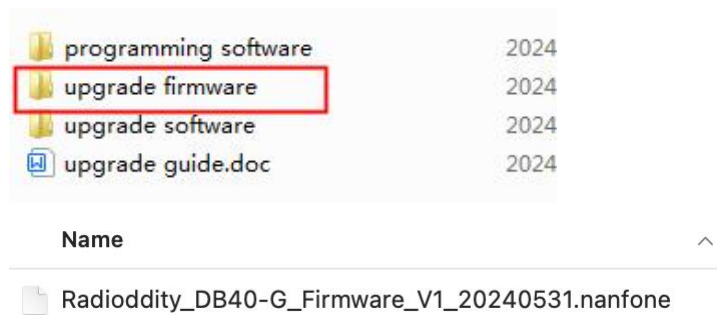 programming software 2024
upgrade firmware 2024
upgrade software 2024
upgrade guide.doc 2024
Name
Radioddity_DB40-G_Firmware_V1_20240531.nanfone